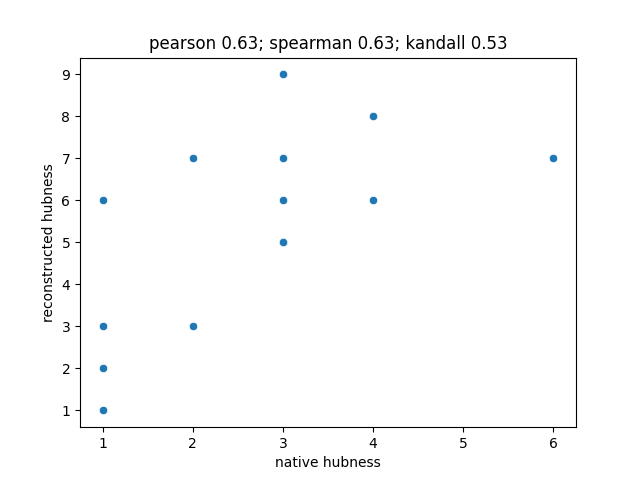 pearson 0.63; spearman 0.63; kandall 0.53
9
8
7
6
5
4
3
2
1
reconstructed hubness
1 2 3 4 5 6
native hubness